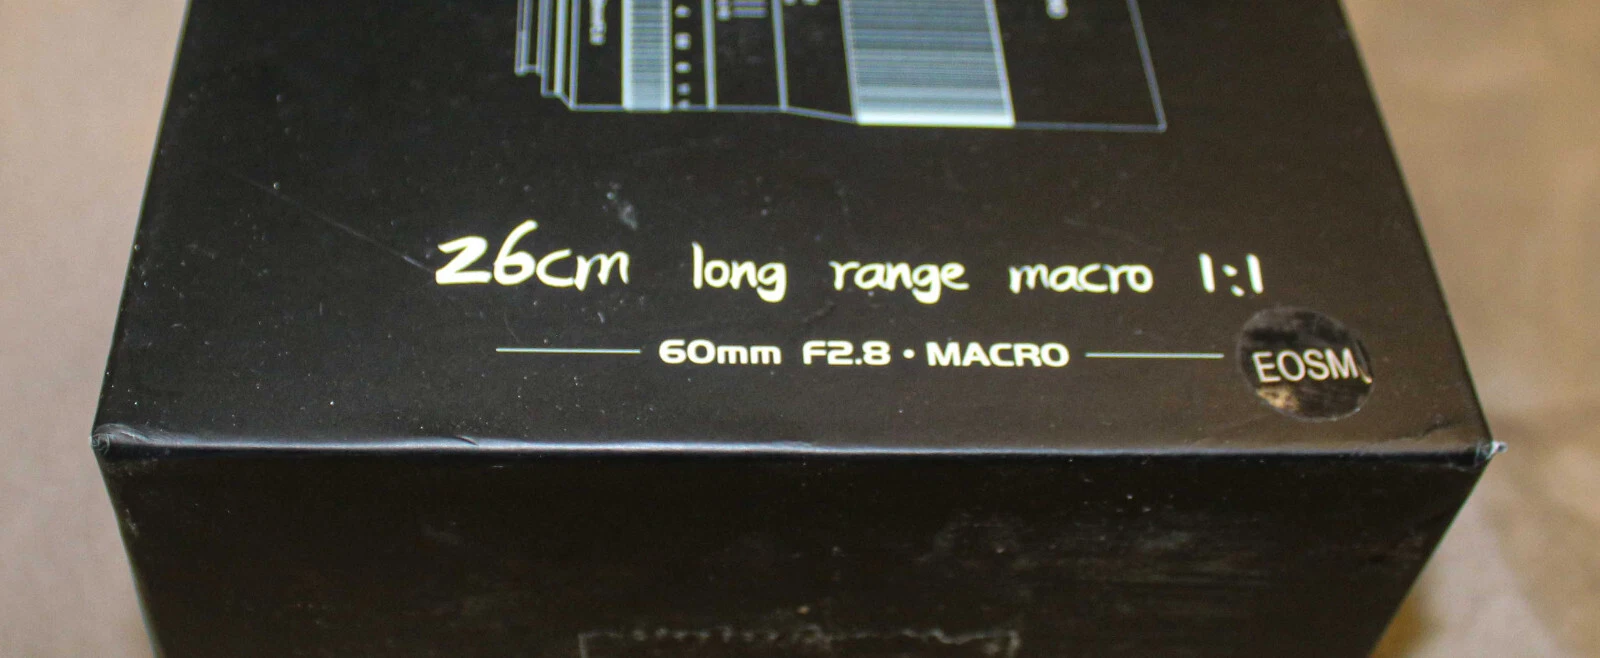 26cm long range macro 1:1
60mm F2.8 • MACRO
EOSM